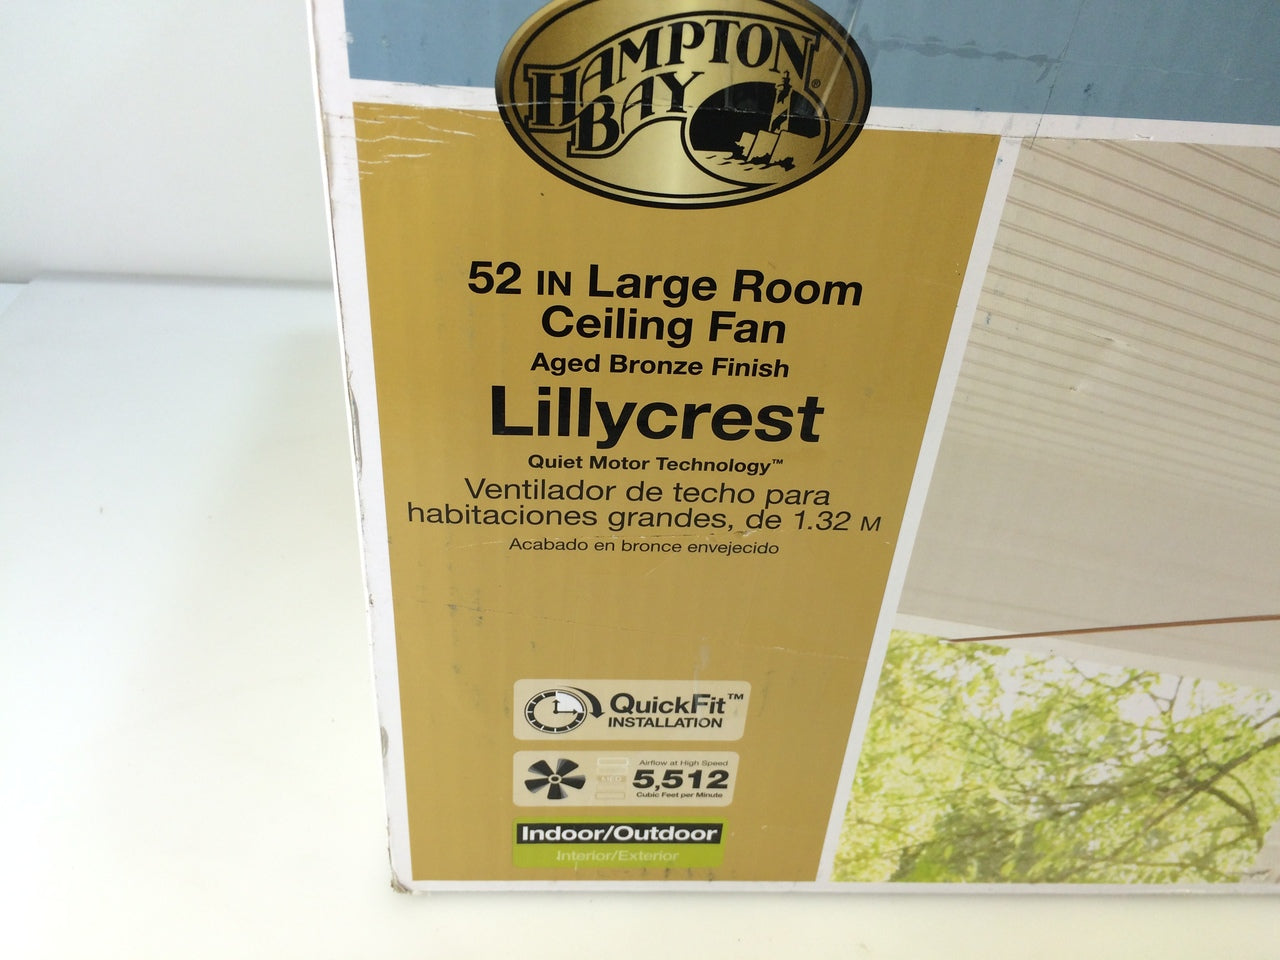 HAMPTON
BAY®
52 IN Large Room
Ceiling Fan
Aged Bronze Finish
Lillycrest
Quiet Motor Technology™
Ventilador de techo para
habitaciones grandes, de 1.32 M
Acabado en bronce envejecido
QuickFit™
INSTALLATION
Airflow at High Speed
MED
5,512
Cubic Feet per Minute
Indoor/Outdoor
Interior/Exterior